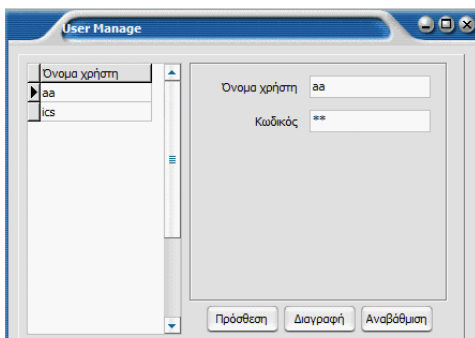 User Manage
Όνομα χρήστη
aa
ics
Όνομα χρήστη aa
Κωδικός **
Πρόσθεση Διαγραφή Αναβάθμιση